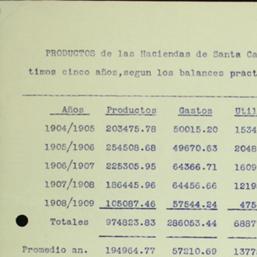 PRODUCTOS de las Haciendas de Santa Ca
timos cinco años,segun los balances pract
Años Productos Gastos Util
1904/1905 203475.78 50015.20 1534
1905/1906 254508.68 49670.63 2048
1906/1907 225305.95 64366.71 1609
1907/1908 186445.96 64456.66 1219
1908/1909 105087.46 57544.24 475
Totales 974823.83 286053.44 6887
Promedio an. 194964.77 57210.69 1377